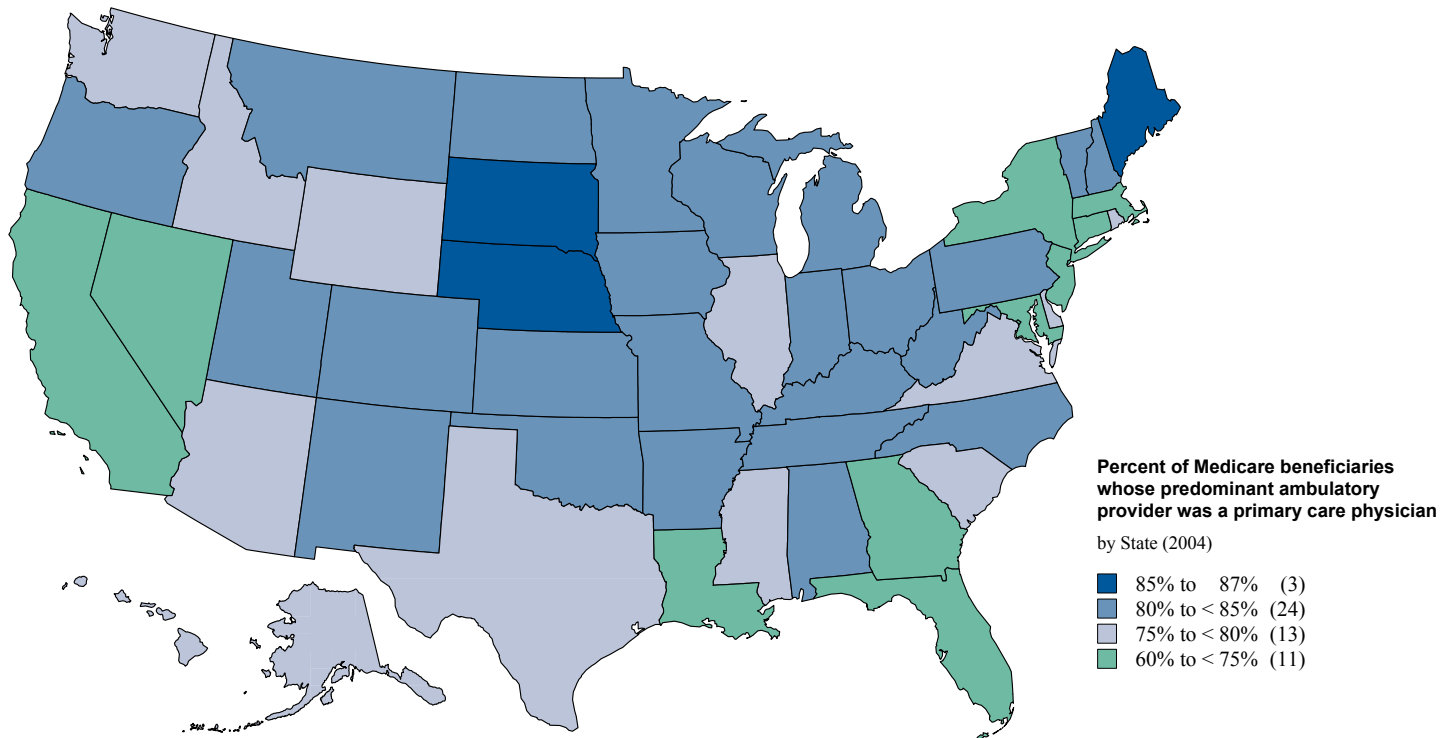 Percent of Medicare beneficiaries
whose predominant ambulatory
provider was a primary care physician
by State (2004)
85% to 87% (3)
80% to < 85% (24)
75% to < 80% (13)
60% to < 75% (11)